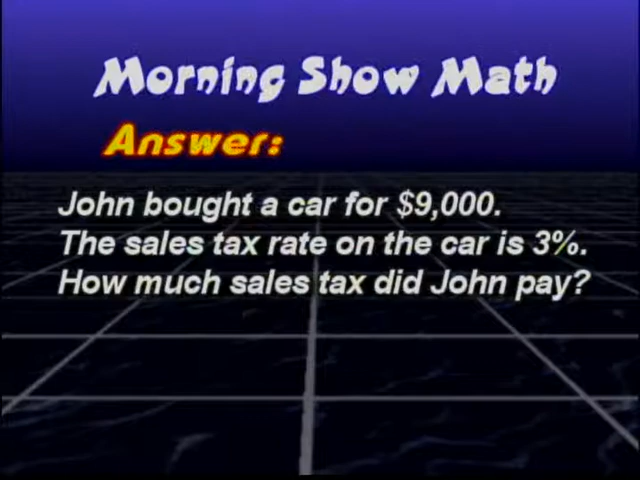 Morning Show Math
Answer:
John bought a car for $9,000.
The sales tax rate on the car is 3%.
How much sales tax did John pay?